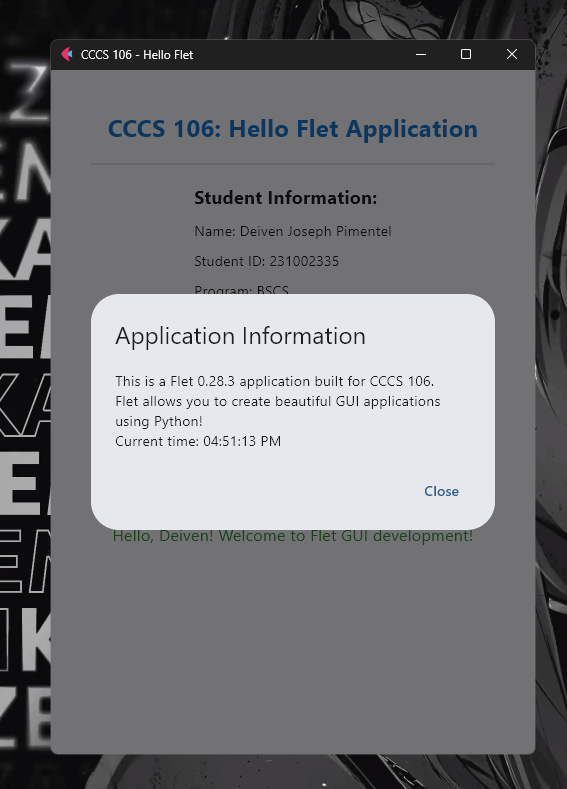 CCCS 106 - Hello Flet
CCCS 106: Hello Flet Application
Student Information:
Name: Deiven Joseph Pimentel
Student ID: 231002335
Program: BSCS
Application Information
This is a Flet 0.28.3 application built for CCCS 106.
Flet allows you to create beautiful GUI applications
using Python!
Current time: 04:51:13 PM
Close
Hello, Deiven! Welcome to Flet GUI development!